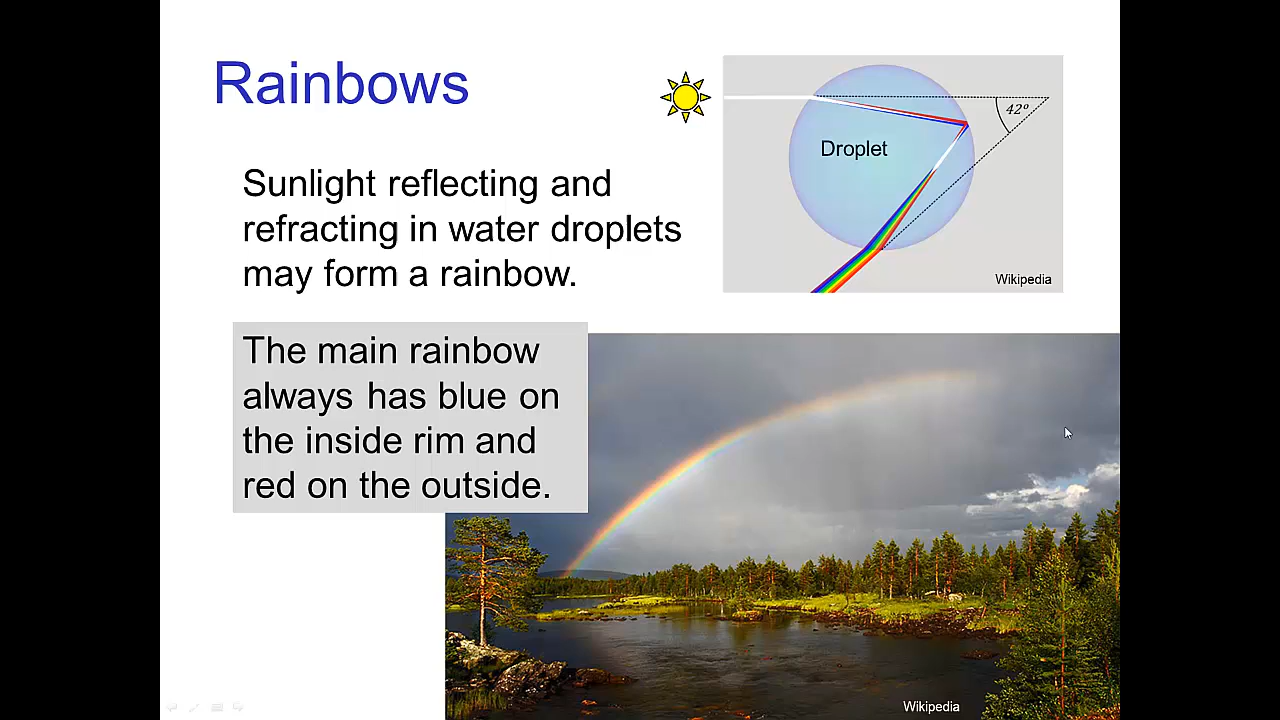 Rainbows
Sunlight reflecting and
refracting in water droplets
may form a rainbow.
42º
Droplet
Wikipedia
The main rainbow
always has blue on
the inside rim and
red on the outside.
Wikipedia